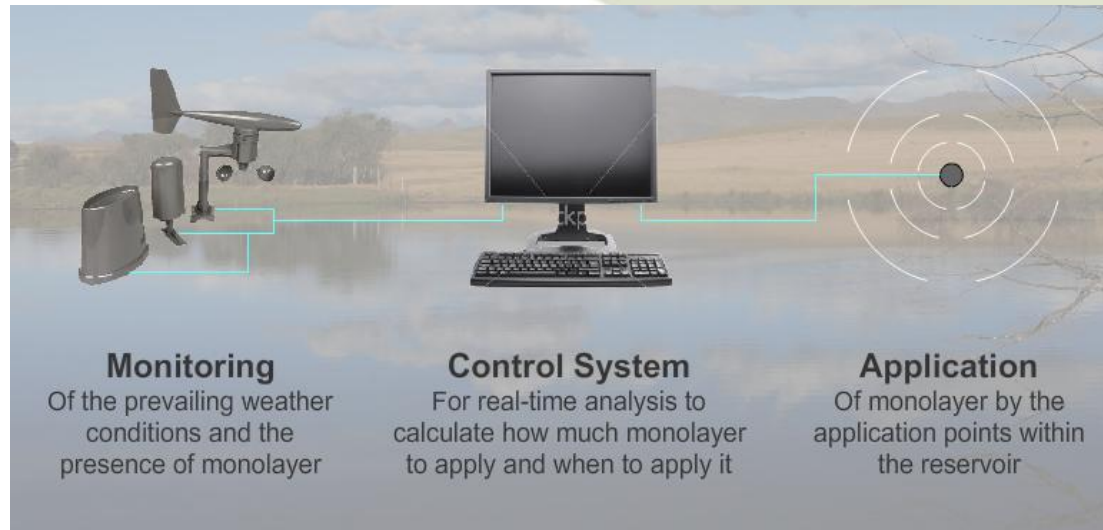 Monitoring
Of the prevailing weather
conditions and the
presence of monolayer
Control System
For real-time analysis to
calculate how much monolayer
to apply and when to apply it
Application
Of monolayer by the
application points within
the reservoir